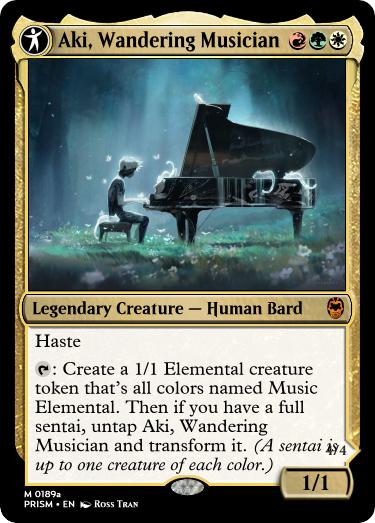 Aki, Wandering Musician
Legendary Creature — Human Bard
Haste
: Create a 1/1 Elemental creature
token that's all colors named Music
Elemental. Then if you have a full
sentai, untap Aki, Wandering
Musician and transform it. (A sentai is
up to one creature of each color.)
4/4
1/1
M 0189a
PRISM • EN Ross Tran